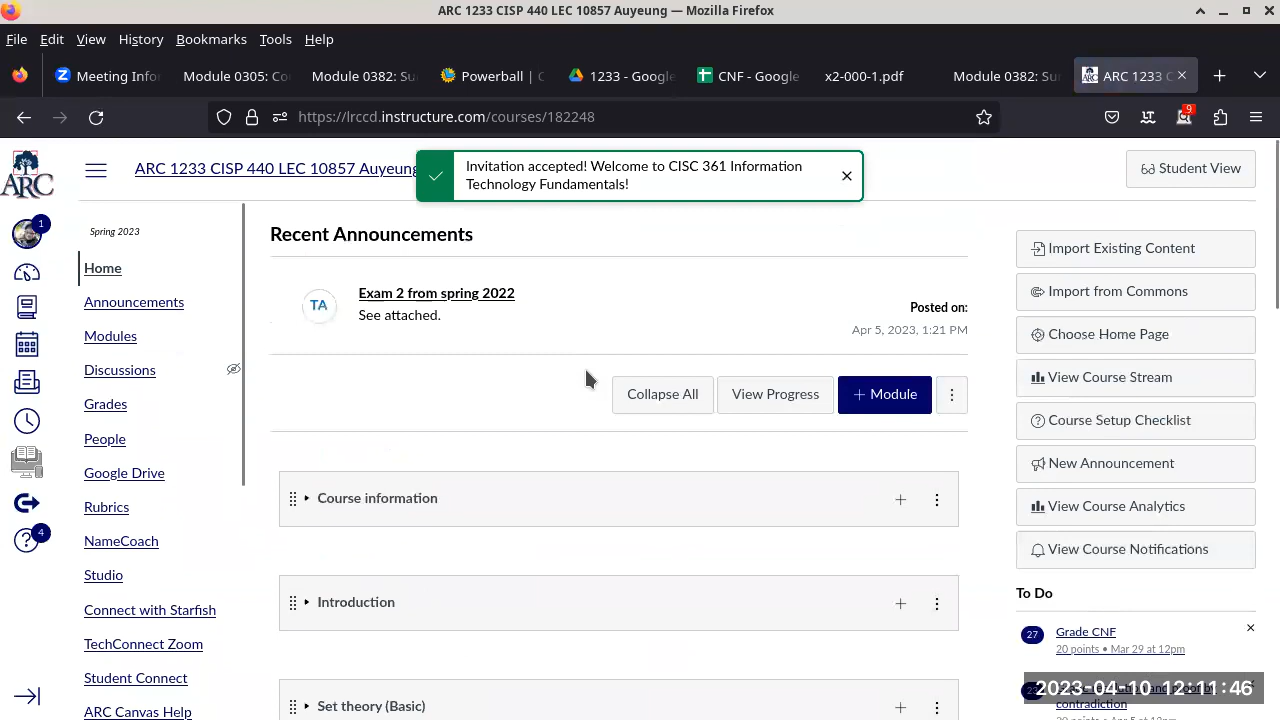 ARC 1233 CISP 440 LEC 10857 Auyeung — Mozilla Firefox
File Edit View History Bookmarks Tools Help
Meeting Info
Module 0305: Co
Module 0382: Su
Powerball | C
1233 - Google
CNF - Google
x2-000-1.pdf
Module 0382: Su
ARC 1233 C
https://lrccd.instructure.com/courses/182248
9
ARC
ARC 1233 CISP 440 LEC 10857 Auyeung
Invitation accepted! Welcome to CISC 361 Information
Technology Fundamentals!
Student View
1
4
Spring 2023
Home
Announcements
Modules
Discussions
Grades
People
Google Drive
Rubrics
NameCoach
Studio
Connect with Starfish
TechConnect Zoom
Student Connect
ARC Canvas Help
Recent Announcements
TA
Exam 2 from spring 2022
See attached.
Posted on:
Apr 5, 2023, 1:21 PM
Collapse All
View Progress
+ Module
Course information
Introduction
Set theory (Basic)
Import Existing Content
Import from Commons
Choose Home Page
View Course Stream
Course Setup Checklist
New Announcement
View Course Analytics
View Course Notifications
To Do
27
Grade CNF
20 points • Mar 29 at 12pm
contradiction
2023-04-10 12:11:46